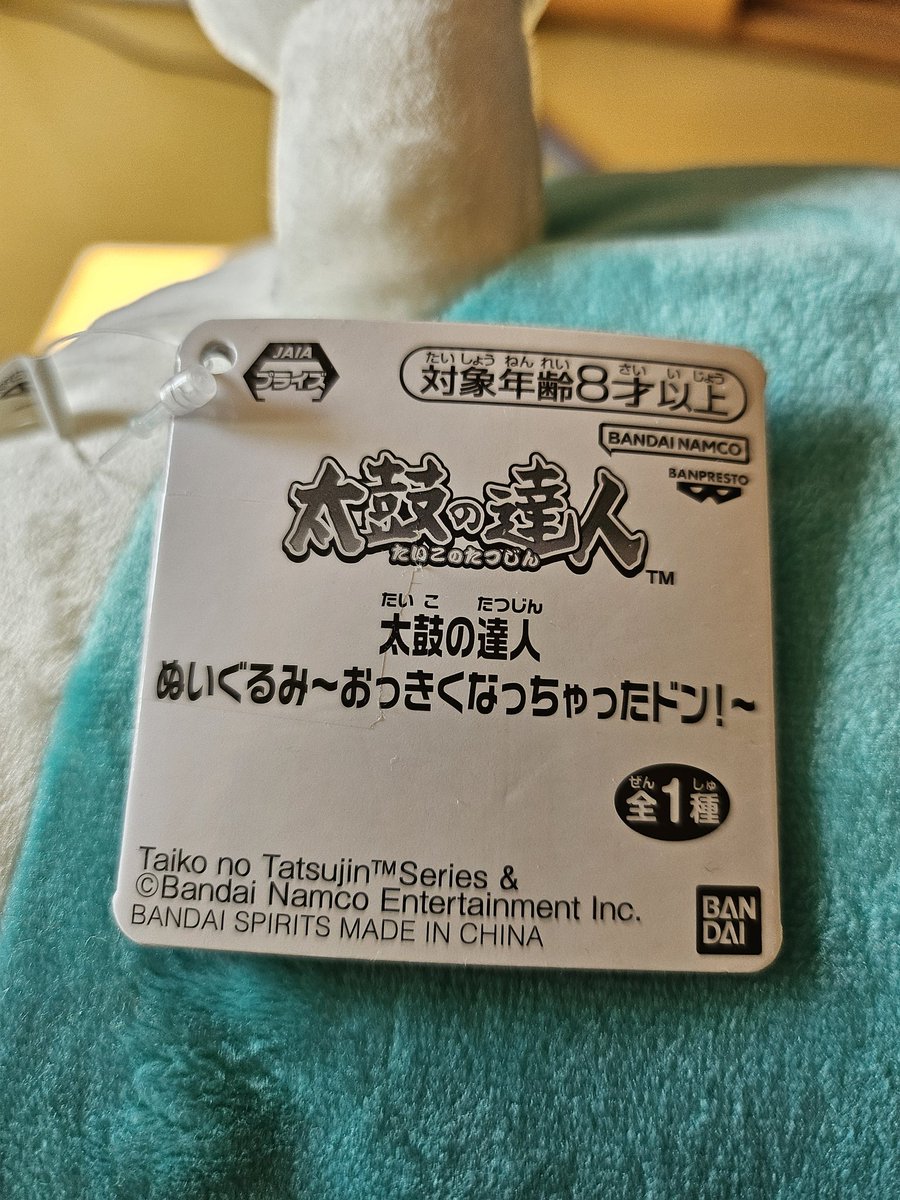 JAIA
プライズ
たいしょうねんれい さいいじょう
対象年齢8才以上
BANDAI NAMCO
BANPRESTO
太鼓の達人
たいこのたつじん
TM
たいこ たつじん
太鼓の達人
ぬいぐるみ~おっきくなっちゃったドン!~
ぜん しゅ
全1種
Taiko no Tatsujin™Series &
©Bandai Namco Entertainment Inc.
BANDAI SPIRITS MADE IN CHINA
BAN
DAI